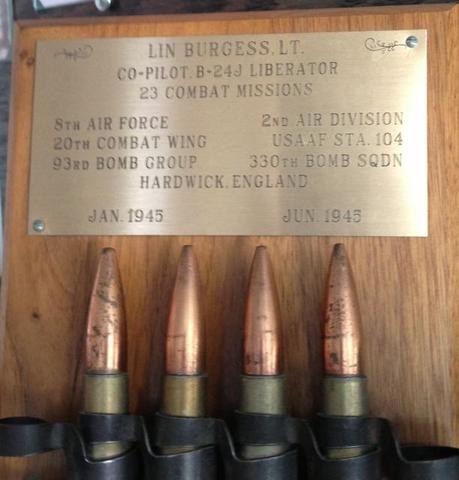 LIN BURGESS, LT.
CO-PILOT, B-24J LIBERATOR
23 COMBAT MISSIONS
8TH AIR FORCE 2ND AIR DIVISION
20TH COMBAT WING USAAF STA. 104
93RD BOMB GROUP 330TH BOMB SQDN
HARDWICK, ENGLAND
JAN. 1945 JUN. 1945